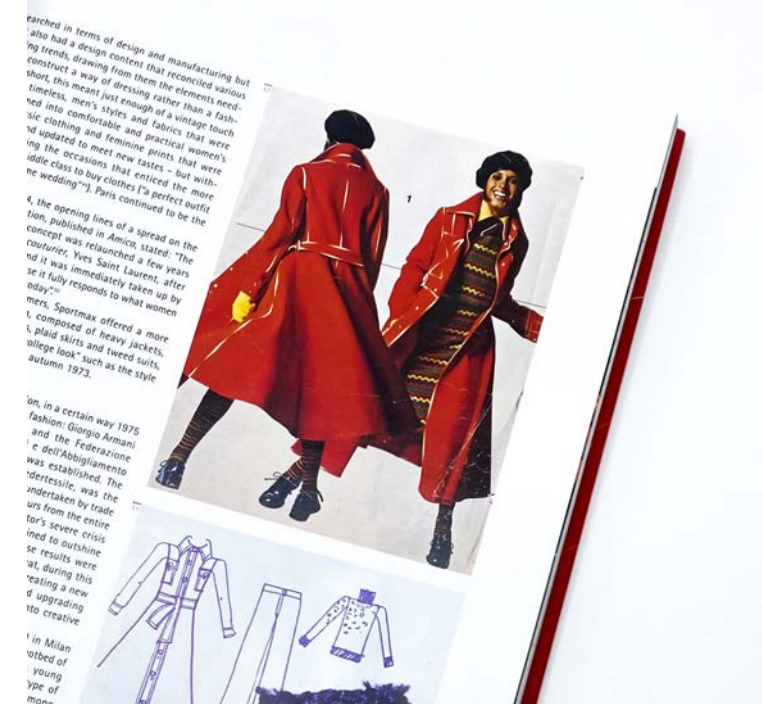 earched in terms of design and manufacturing but
also had a design content that reconciled various
ng trends, drawing from them the elements need-
construct a way of dressing rather than a fash-
short, this meant just enough of a vintage touch
timeless, men's styles and fabrics that were
ned into comfortable and practical women's
sic clothing and feminine prints that were
nd updated to meet new tastes – but with-
ing the occasions that enticed the more
iddle class to buy clothes ("a perfect outfit
ne wedding"). Paris continued to be the
4, the opening lines of a spread on the
tion, published in Amica, stated: "The
concept was relaunched a few years
couturier, Yves Saint Laurent, after
nd it was immediately taken up by
se it fully responds to what women
oday".
mers, Sportmax offered a more
, composed of heavy jackets,
s, plaid skirts and tweed suits,
ollege look" such as the style
autumn 1973.
on, in a certain way 1975
fashion: Giorgio Armani
and the Federazione
e dell'Abbigliamento
was established. The
dertessile, was the
undertaken by trade
urs from the entire
tor's severe crisis
ined to outshine
se results were
at, during this
reating a new
d upgrading
nto creative
d in Milan
otbed of
young
ype of
mong
1